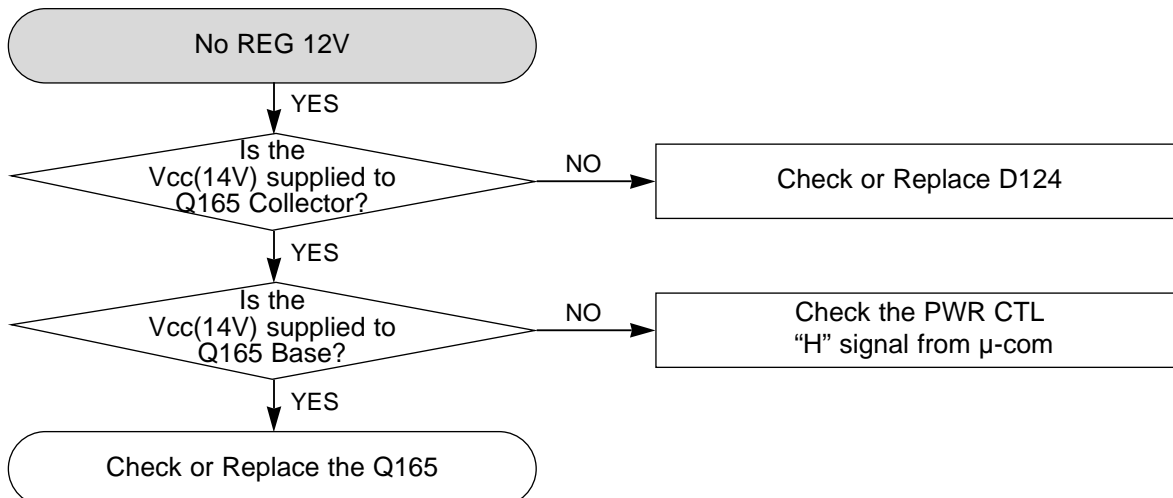 No REG 12V
YES
Is the
Vcc(14V) supplied to
Q165 Collector?
NO
Check or Replace D124
YES
Is the
Vcc(14V) supplied to
Q165 Base?
NO
Check the PWR CTL
“H” signal from µ-com
YES
Check or Replace the Q165